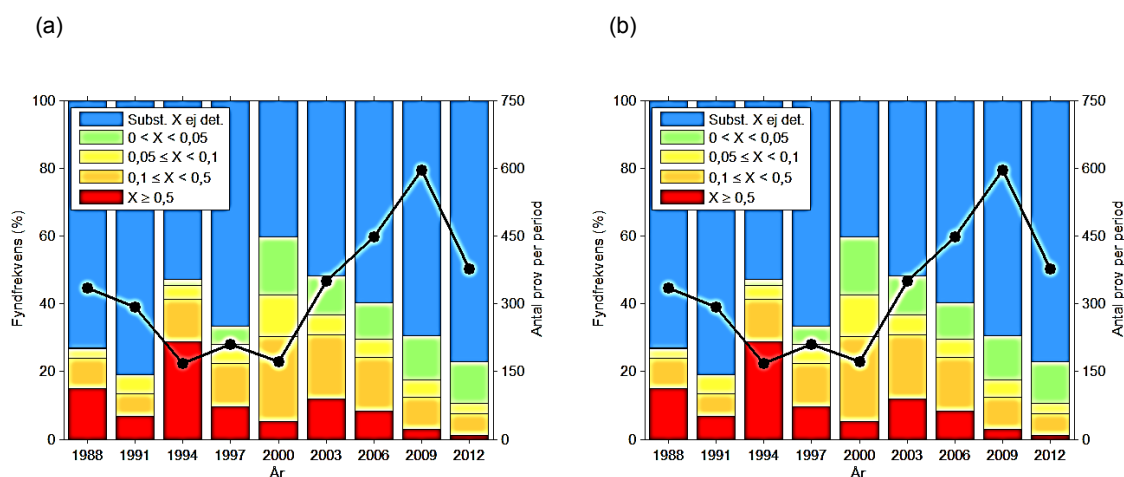 (a)
Fyndfrekvens (%)
100
80
60
40
20
0
Subst. X ej det.
0 < X < 0,05
0,05 ≤ X < 0,1
0,1 ≤ X < 0,5
X ≥ 0,5
750
600
450
300
150
0
Antal prov per period
1988 1991 1994 1997 2000 2003 2006 2009 2012
År
(b)
Fyndfrekvens (%)
100
80
60
40
20
0
Subst. X ej det.
0 < X < 0,05
0,05 ≤ X < 0,1
0,1 ≤ X < 0,5
X ≥ 0,5
750
600
450
300
150
0
Antal prov per period
1988 1991 1994 1997 2000 2003 2006 2009 2012
År